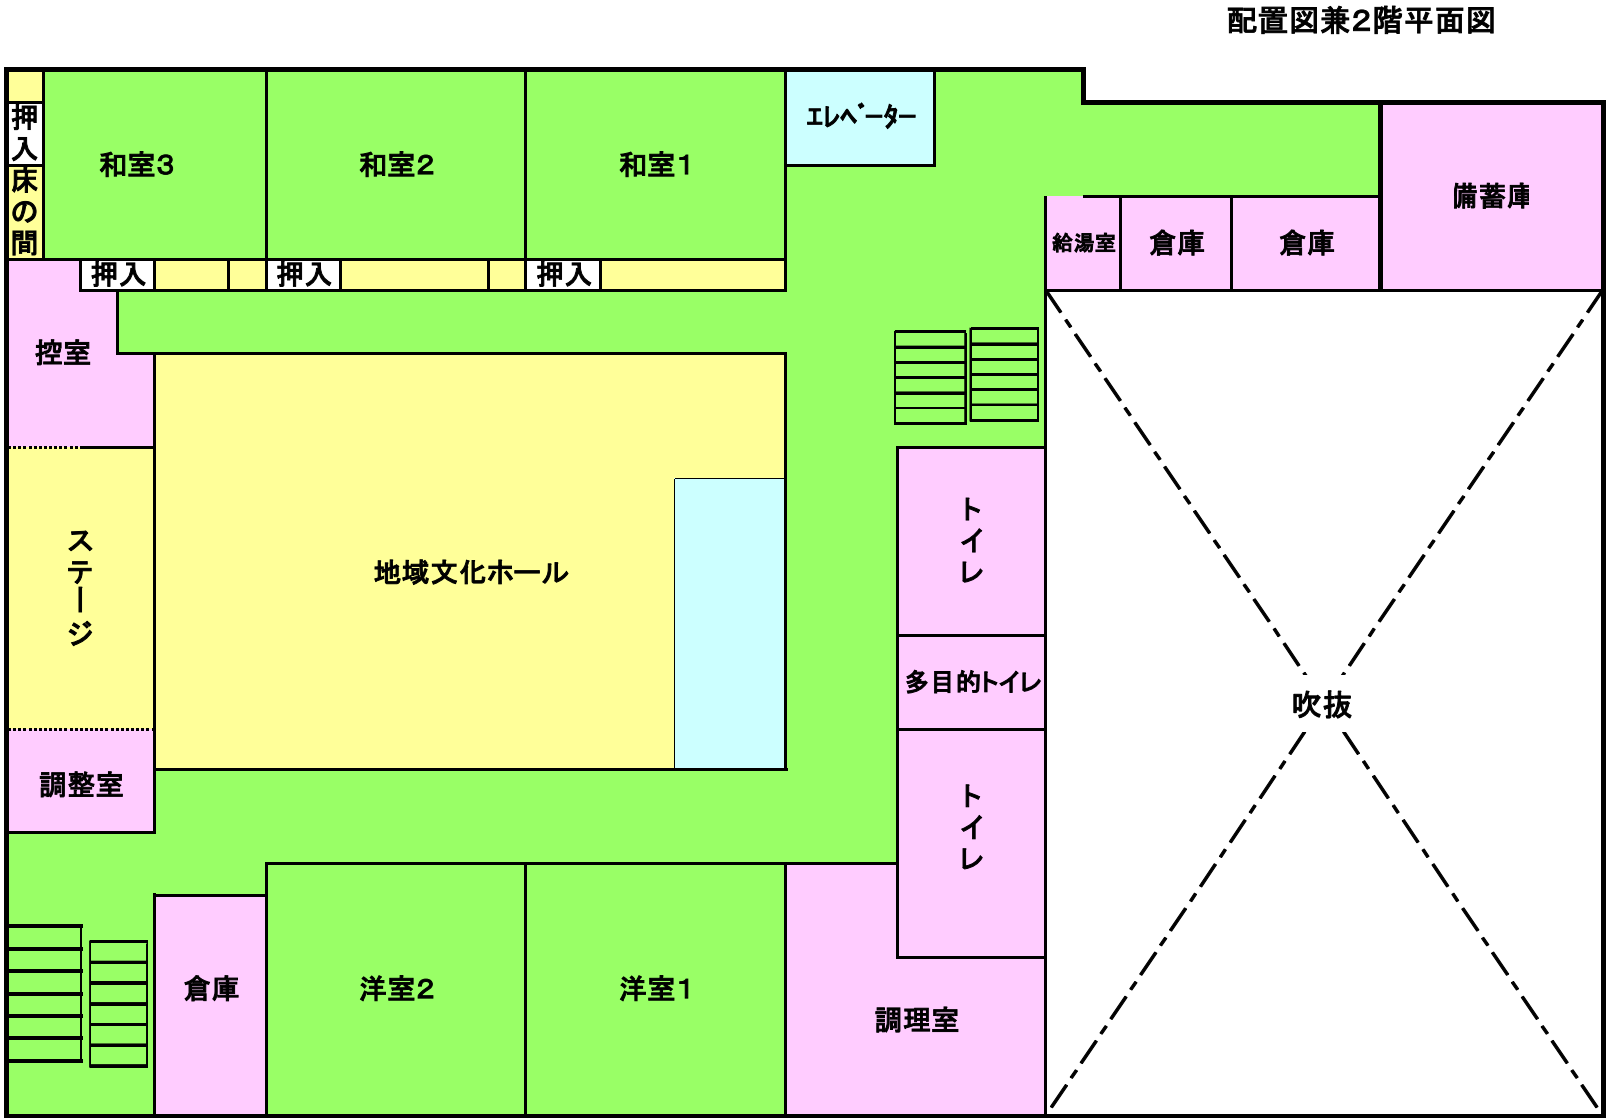 配置図兼２階平面図
押入
床の間
和室３
和室２
和室１
エレベーター
備蓄庫
給湯室
倉庫
倉庫
押入
押入
押入
控室
ステージ
地域文化ホール
トイレ
多目的トイレ
吹抜
調整室
トイレ
倉庫
洋室２
洋室１
調理室